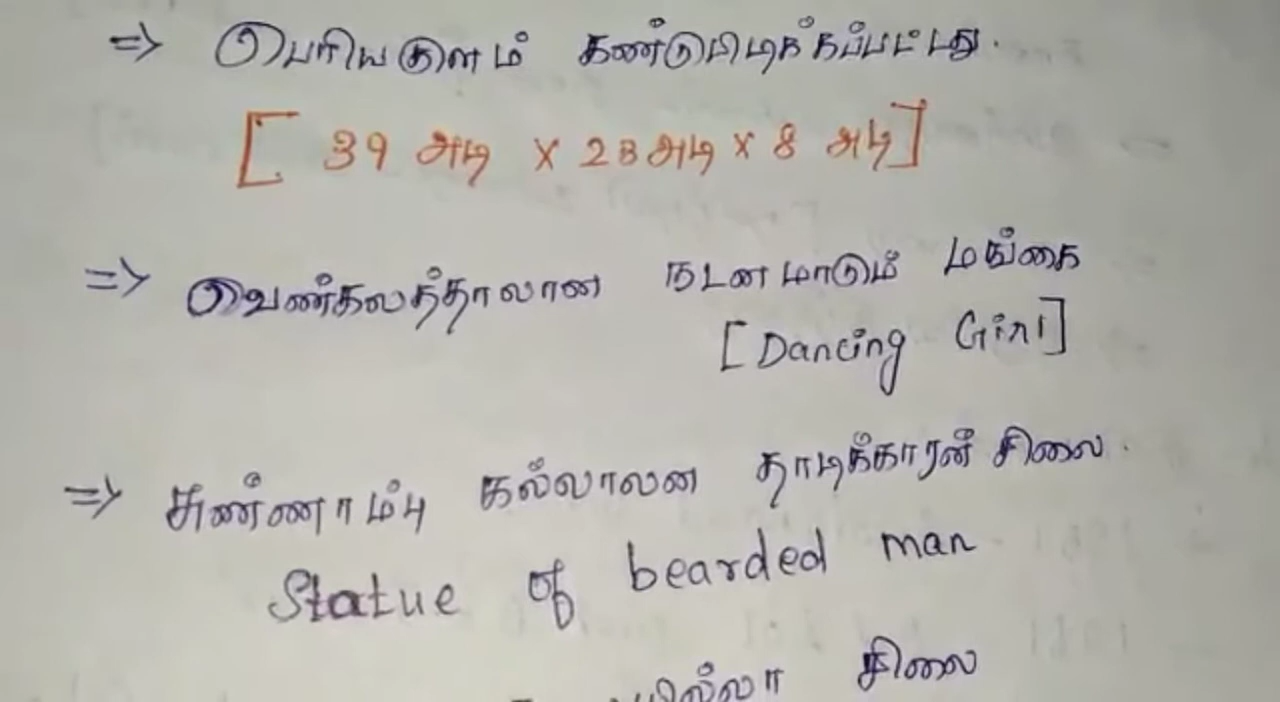 => பெரியகுளம் கண்டுபிடிக்கப்பட்டது.
[ 39 அடி x 23 அடி x 8 அடி ]
=> வெண்கலத்தாலான நடனமாடும் மங்கை
[Dancing Girl]
=> சுண்ணாம்பு கல்லாலன தாடிக்காரன் சிலை.
Statue of bearded man
சிலை